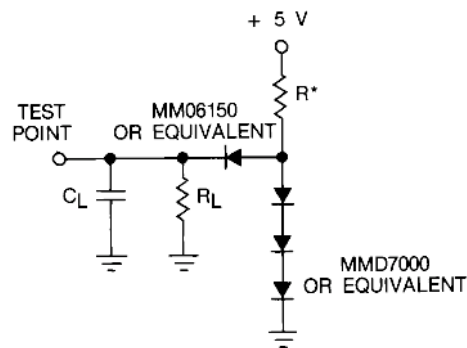 + 5 V
R*
TEST
POINT
MM06150
OR EQUIVALENT
CL
RL
MMD7000
OR EQUIVALENT